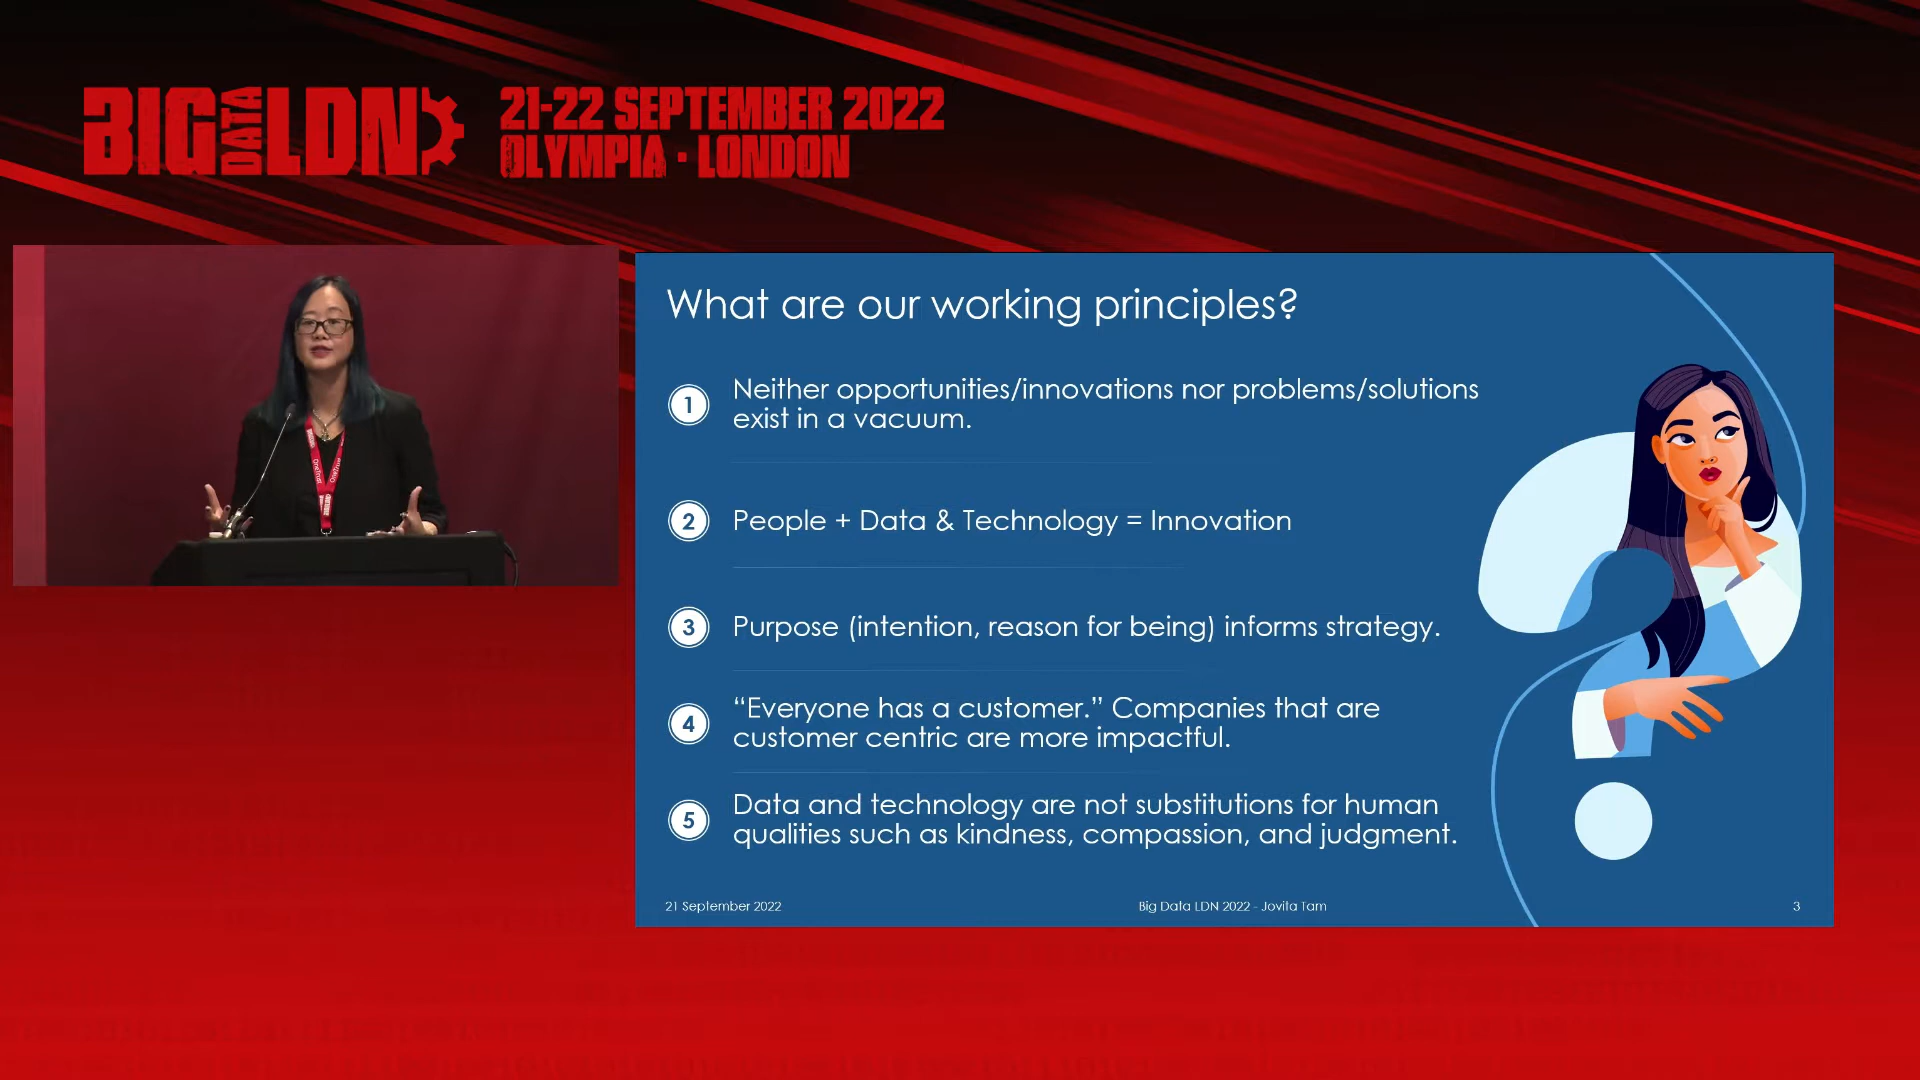 BIG DATA LDN
21-22 SEPTEMBER 2022
OLYMPIA · LONDON
What are our working principles?
1
Neither opportunities/innovations nor problems/solutions
exist in a vacuum.
2
People + Data & Technology = Innovation
3
Purpose (intention, reason for being) informs strategy.
4
“Everyone has a customer.” Companies that are
customer centric are more impactful.
5
Data and technology are not substitutions for human
qualities such as kindness, compassion, and judgment.
21 September 2022
Big Data LDN 2022 - Jovita Tam
3
OneTrust
OneTrust